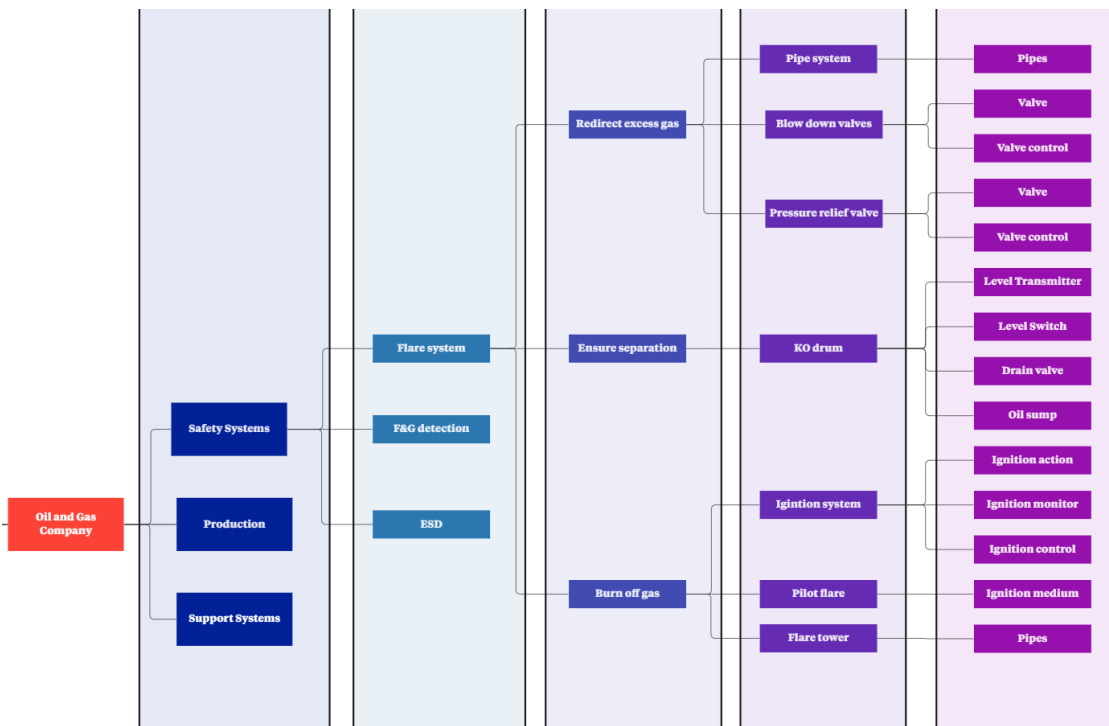 Oil and Gas
Company
Safety Systems
Production
Support Systems
Flare system
F&G detection
ESD
Redirect excess gas
Ensure separation
Burn off gas
Pipe system
Blow down valves
Pressure relief valve
KO drum
Igintion system
Pilot flare
Flare tower
Pipes
Valve
Valve control
Valve
Valve control
Level Transmitter
Level Switch
Drain valve
Oil sump
Ignition action
Ignition monitor
Ignition control
Ignition medium
Pipes